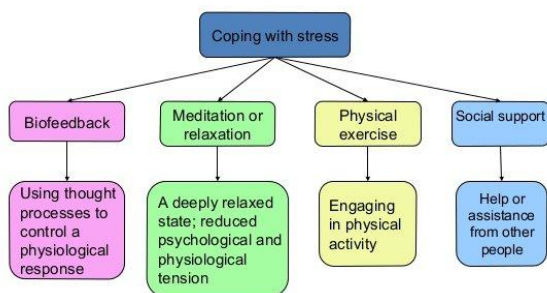 Coping with stress
Biofeedback
Meditation or
relaxation
Physical
exercise
Social support
Using thought
processes to
control a
physiological
response
A deeply relaxed
state; reduced
psychological and
physiological
tension
Engaging
in physical
activity
Help or
assistance
from other
people